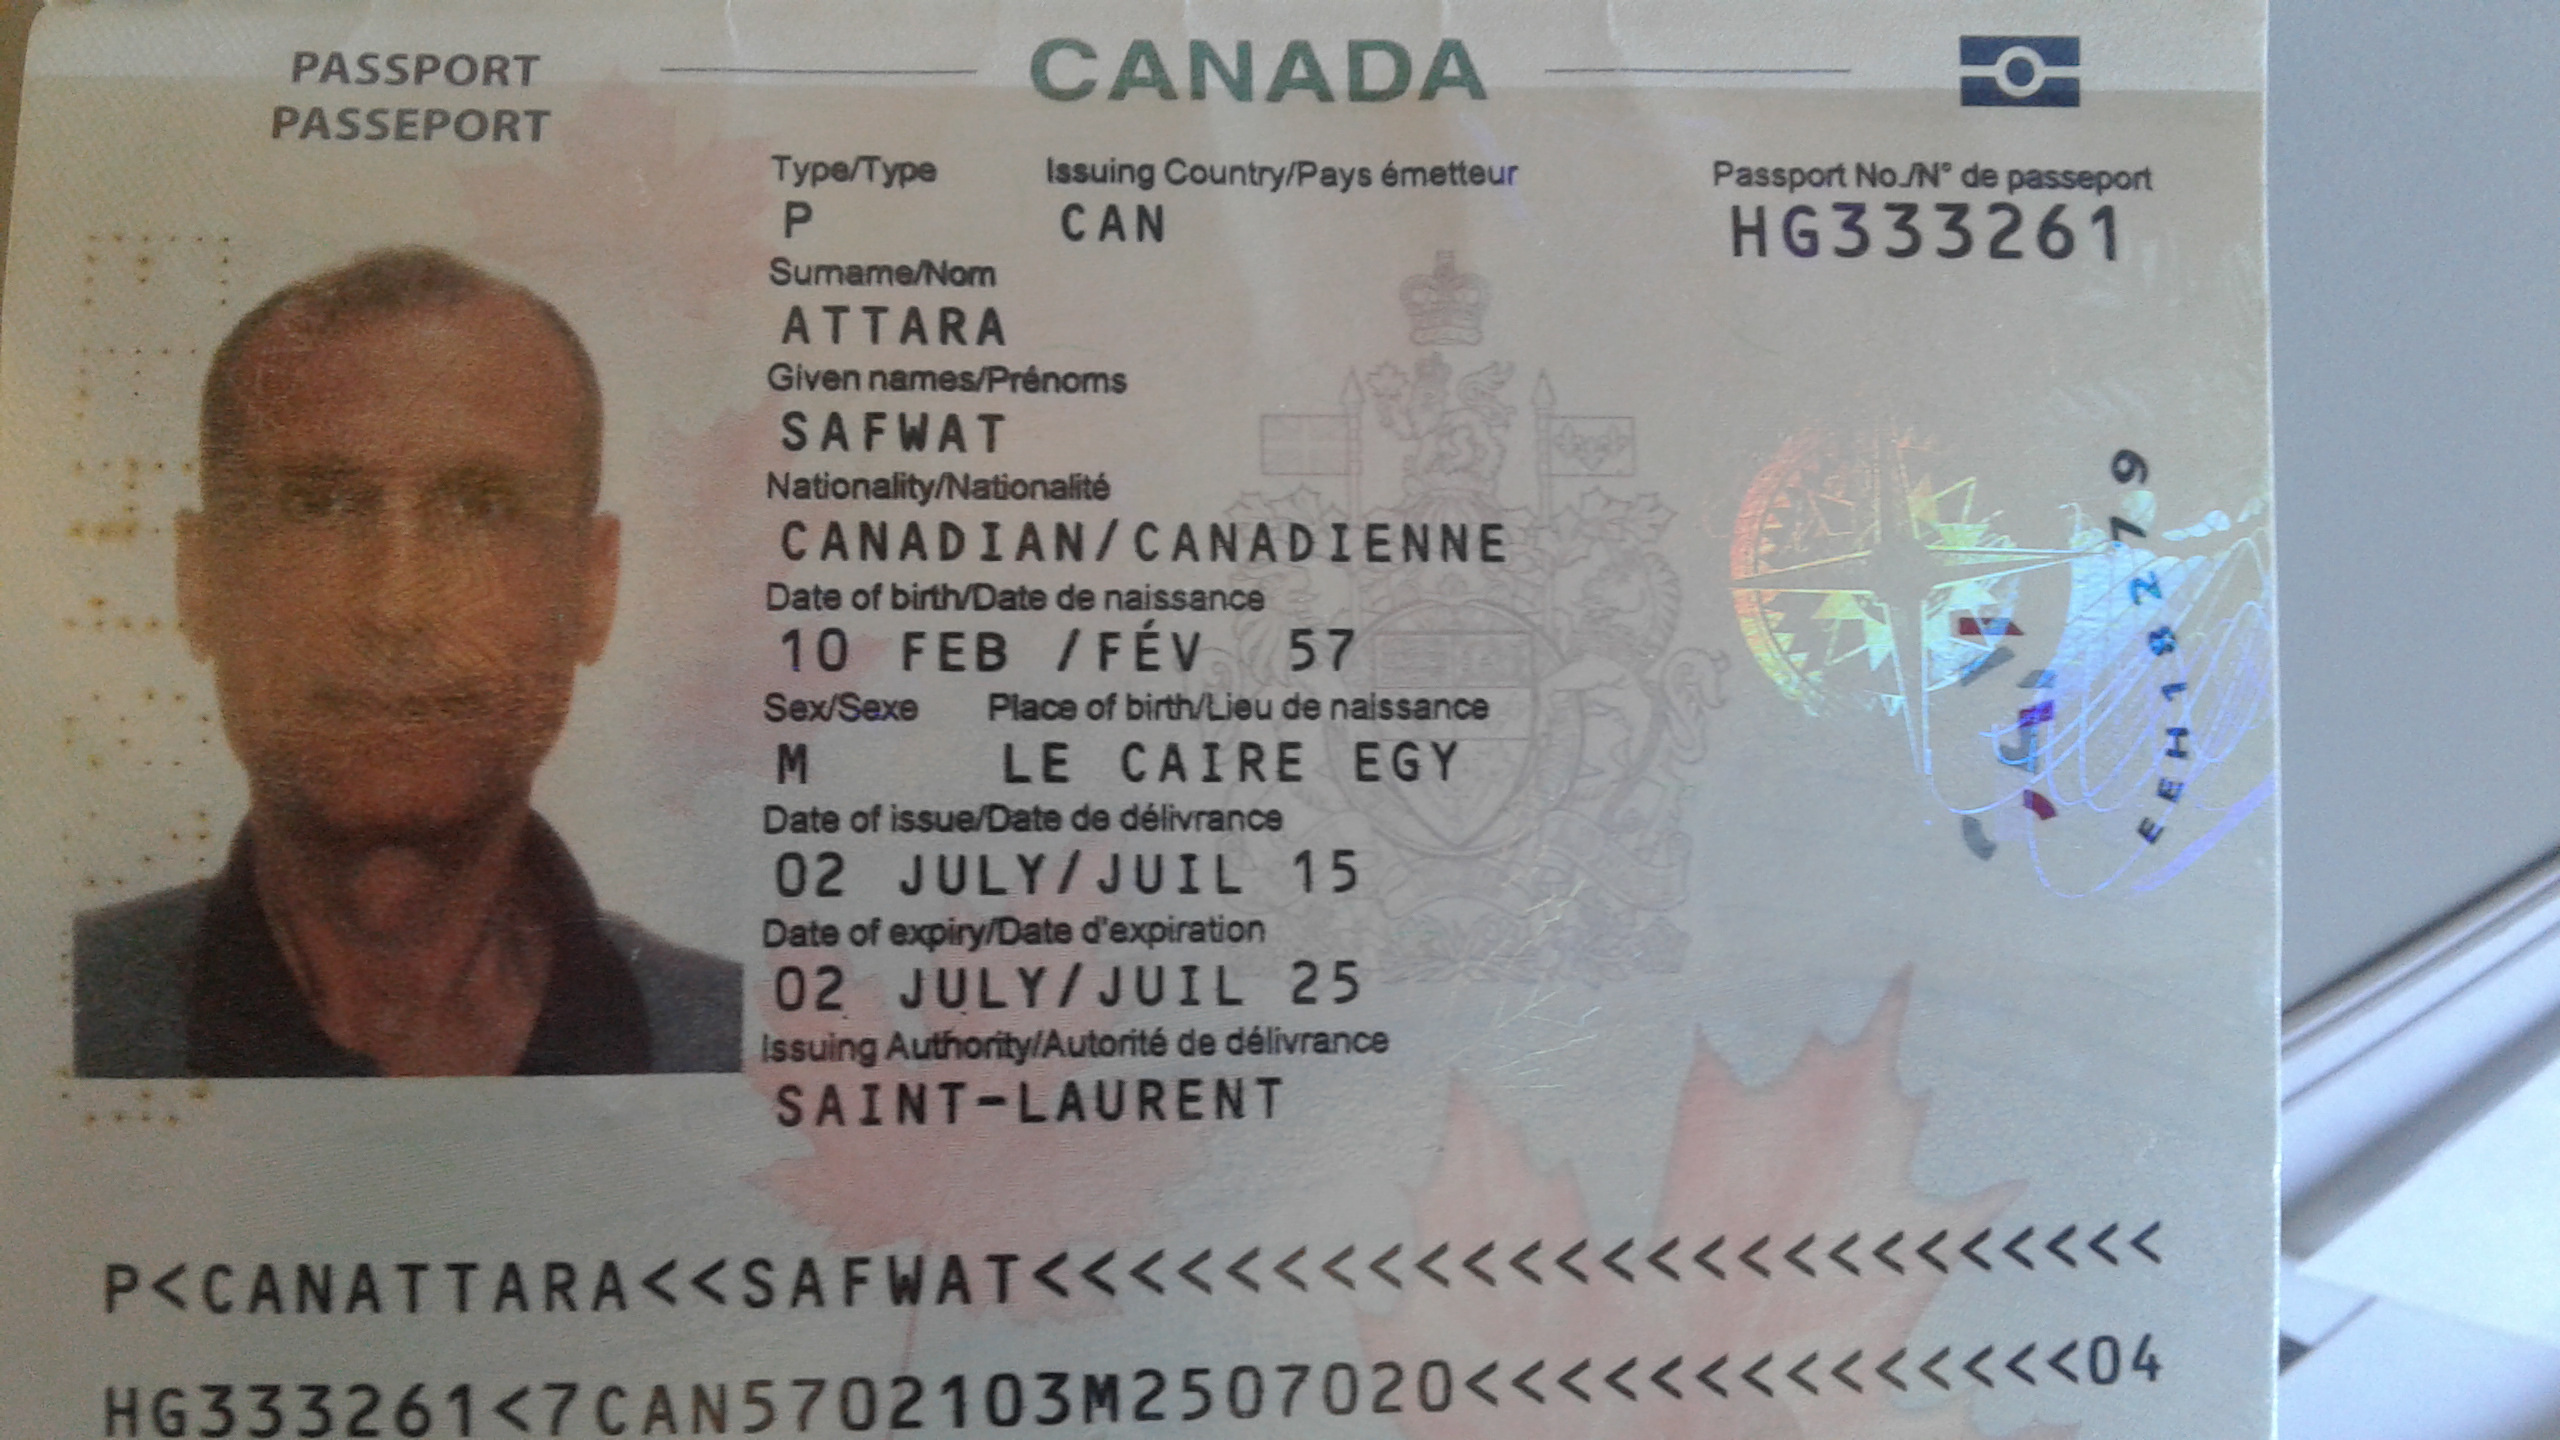 PASSPORT
PASSEPORT
CANADA
Type/Type Issuing Country/Pays émetteur Passport No./N° de passeport
P CAN HG333261
Surname/Nom
ATTARA
Given names/Prénoms
SAFWAT
Nationality/Nationalité
CANADIAN/CANADIENNE
Date of birth/Date de naissance
10 FEB /FÉV 57
Sex/Sexe Place of birth/Lieu de naissance
M LE CAIRE EGY
Date of issue/Date de délivrance
02 JULY/JUIL 15
Date of expiry/Date d'expiration
02 JULY/JUIL 25
Issuing Authority/Autorité de délivrance
SAINT-LAURENT
EEH18279
P<CANATTARA<<SAFWAT<<<<<<<<<<<<<<<<<<<<<<<<<
HG333261<7CAN5702103M2507020<<<<<<<<<<<<<<04